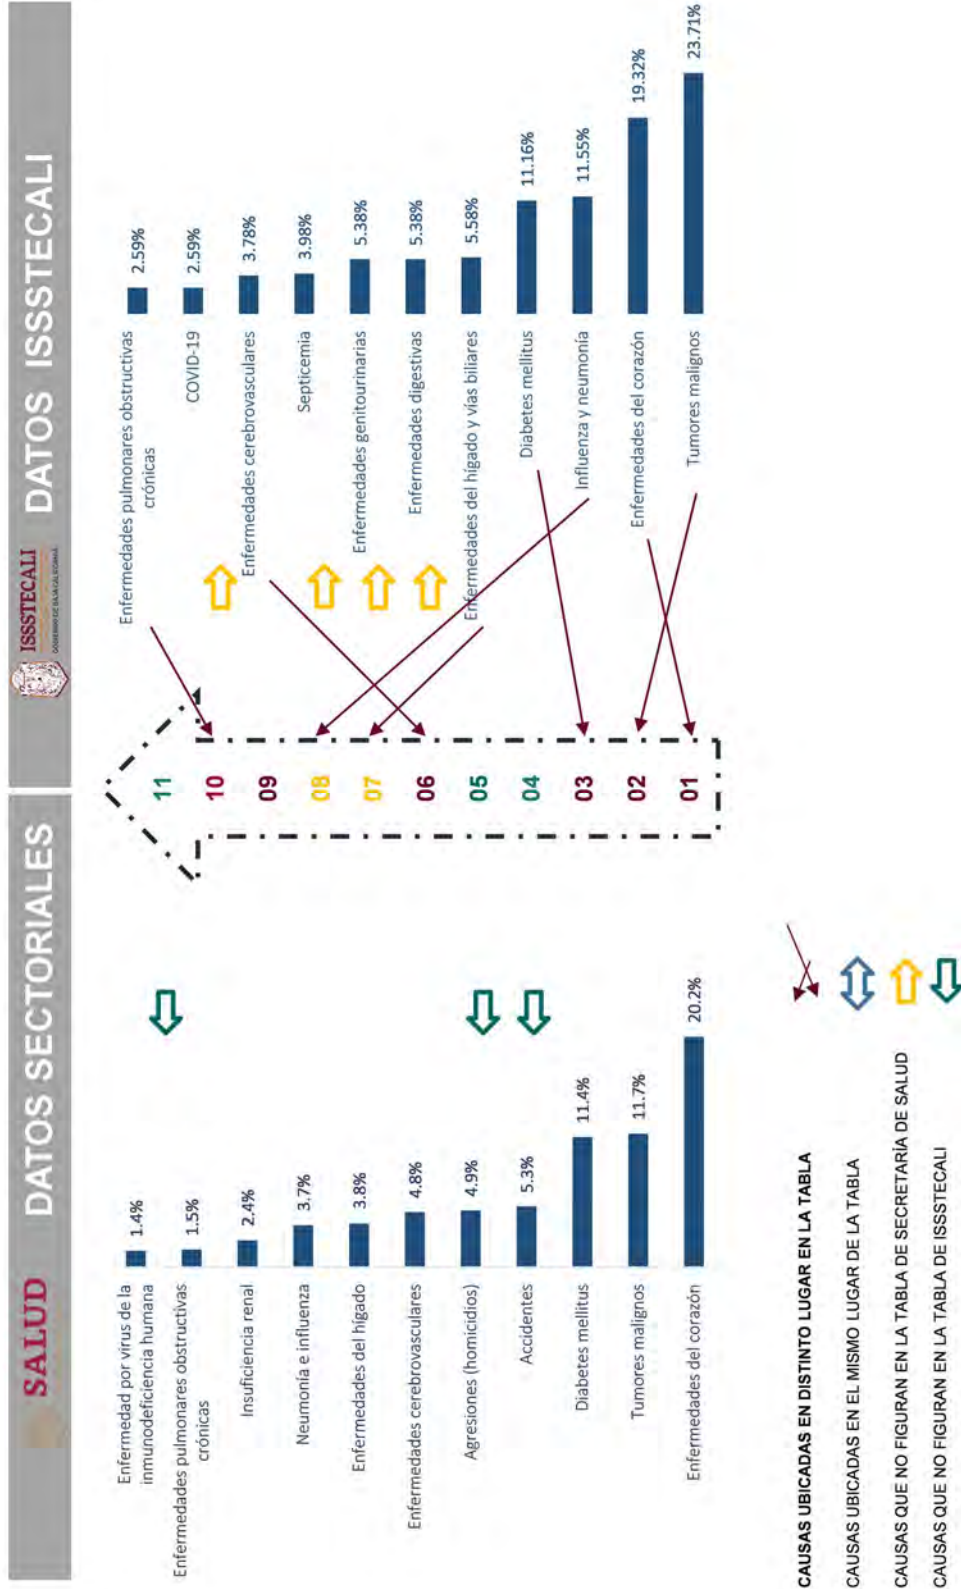 SALUD
DATOS SECTORIALES
ISSSTECALI
GOBIERNO DE BAJA CALIFORNIA
DATOS ISSSTECALI
Enfermedad por virus de la
inmunodeficiencia humana
1.4%
Enfermedades pulmonares obstructivas
crónicas
1.5%
Insuficiencia renal
2.4%
Neumonía e influenza
3.7%
Enfermedades del hígado
3.8%
Enfermedades cerebrovasculares
4.8%
Agresiones (homicidios)
4.9%
Accidentes
5.3%
Diabetes mellitus
11.4%
Tumores malignos
11.7%
Enfermedades del corazón
20.2%
11
10
09
08
07
06
05
04
03
02
01
Enfermedades pulmonares obstructivas
crónicas
2.59%
COVID-19
2.59%
Enfermedades cerebrovasculares
3.78%
Septicemia
3.98%
Enfermedades genitourinarias
5.38%
Enfermedades digestivas
5.38%
Enfermedades del hígado y vías biliares
5.58%
Diabetes mellitus
11.16%
Influenza y neumonía
11.55%
Enfermedades del corazón
19.32%
Tumores malignos
23.71%
CAUSAS UBICADAS EN DISTINTO LUGAR EN LA TABLA
CAUSAS UBICADAS EN EL MISMO LUGAR DE LA TABLA
CAUSAS QUE NO FIGURAN EN LA TABLA DE SECRETARÍA DE SALUD
CAUSAS QUE NO FIGURAN EN LA TABLA DE ISSSTECALI